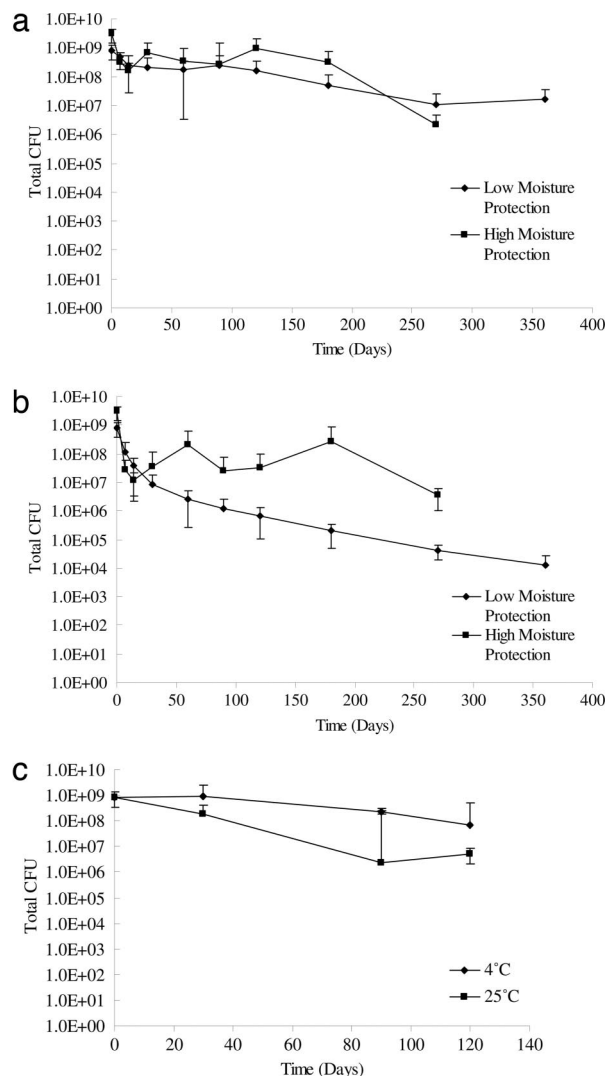 a
1.0E+10
1.0E+09
1.0E+08
1.0E+07
1.0E+06
1.0E+05
1.0E+04
1.0E+03
1.0E+02
1.0E+01
1.0E+00
Total CFU
0 50 100 150 200 250 300 350 400
Time (Days)
Low Moisture
Protection
High Moisture
Protection
b
1.0E+10
1.0E+09
1.0E+08
1.0E+07
1.0E+06
1.0E+05
1.0E+04
1.0E+03
1.0E+02
1.0E+01
1.0E+00
Total CFU
0 50 100 150 200 250 300 350 400
Time (Days)
Low Moisture
Protection
High Moisture
Protection
c
1.0E+10
1.0E+09
1.0E+08
1.0E+07
1.0E+06
1.0E+05
1.0E+04
1.0E+03
1.0E+02
1.0E+01
1.0E+00
Total CFU
0 20 40 60 80 100 120 140
Time (Days)
4°C
25°C